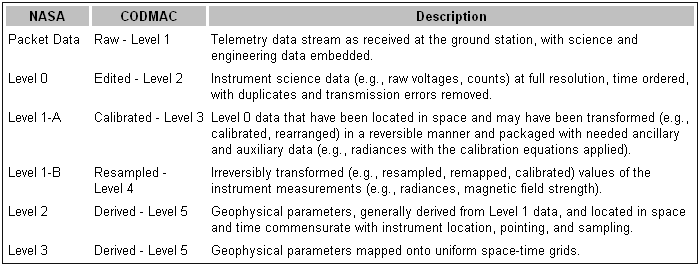 NASA CODMAC Description
Packet Data Raw - Level 1 Telemetry data stream as received at the ground station, with science and
engineering data embedded.
Level 0 Edited - Level 2 Instrument science data (e.g., raw voltages, counts) at full resolution, time ordered,
with duplicates and transmission errors removed.
Level 1-A Calibrated - Level 3 Level 0 data that have been located in space and may have been transformed (e.g.,
calibrated, rearranged) in a reversible manner and packaged with needed ancillary
and auxiliary data (e.g., radiances with the calibration equations applied).
Level 1-B Resampled - Irreversibly transformed (e.g., resampled, remapped, calibrated) values of the
Level 4 instrument measurements (e.g., radiances, magnetic field strength).
Level 2 Derived - Level 5 Geophysical parameters, generally derived from Level 1 data, and located in space
and time commensurate with instrument location, pointing, and sampling.
Level 3 Derived - Level 5 Geophysical parameters mapped onto uniform space-time grids.